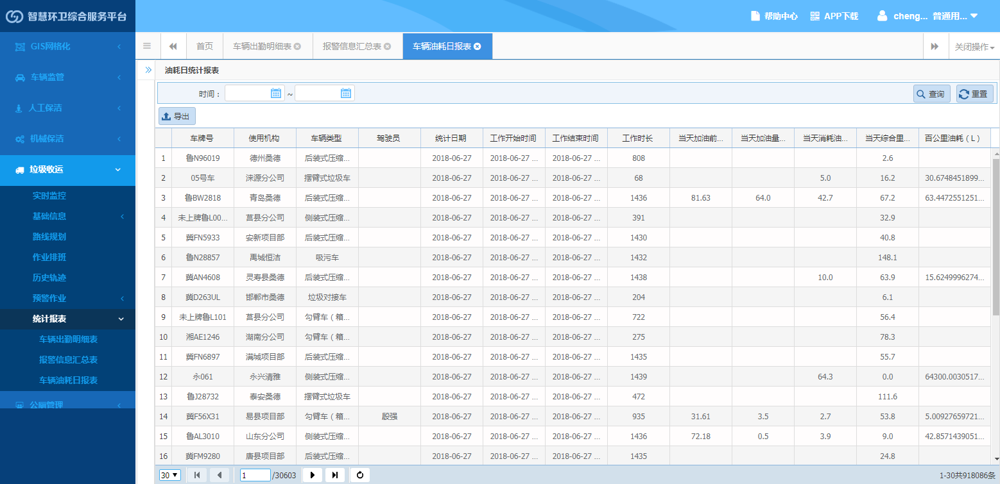 智慧环卫综合服务平台
帮助中心 APP下载 cheng... 普通用...
GIS网格化
车辆监管
人工保洁
机械保洁
垃圾收运
实时监控
基础信息
路线规划
作业排班
历史轨迹
预警作业
统计报表
车辆出勤明细表
报警信息汇总表
车辆油耗日报表
公厕管理
首页 车辆出勤明细表 报警信息汇总表 车辆油耗日报表 关闭操作
油耗日统计报表
时间： ~ 查询 重置
导出
车牌号 使用机构 车辆类型 驾驶员 统计日期 工作开始时间 工作结束时间 工作时长 当天加油前... 当天加油量... 当天消耗油... 当天综合里... 百公里油耗（L）
1 鲁N96019 德州桑德 后装式压缩... 2018-06-27 2018-06-27 ... 2018-06-27 ... 808 2.6
2 05号车 涞源分公司 摆臂式垃圾车 2018-06-27 2018-06-27 ... 2018-06-27 ... 68 5.0 16.2 30.6748451899...
3 鲁BW2818 青岛桑德 后装式压缩... 2018-06-27 2018-06-27 ... 2018-06-27 ... 1436 81.63 64.0 42.7 67.2 63.4472551251...
4 未上牌鲁L00... 莒县分公司 侧装式压缩... 2018-06-27 2018-06-27 ... 2018-06-27 ... 391 32.9
5 冀FN5933 安新项目部 后装式压缩... 2018-06-27 2018-06-27 ... 2018-06-27 ... 1430 40.8
6 鲁N28857 禹城恒洁 吸污车 2018-06-27 2018-06-27 ... 2018-06-27 ... 1432 148.1
7 冀AN4608 灵寿县桑德 后装式压缩... 2018-06-27 2018-06-27 ... 2018-06-27 ... 1438 10.0 63.9 15.6249996274...
8 冀D263UL 邯郸市桑德 垃圾对接车 2018-06-27 2018-06-27 ... 2018-06-27 ... 204 6.1
9 未上牌鲁L101 莒县分公司 勾臂车（箱... 2018-06-27 2018-06-27 ... 2018-06-27 ... 722 56.4
10 湘AE1246 湖南分公司 勾臂车（箱... 2018-06-27 2018-06-27 ... 2018-06-27 ... 275 78.3
11 冀FN6897 满城项目部 后装式压缩... 2018-06-27 2018-06-27 ... 2018-06-27 ... 1435 55.7
12 永061 永兴清雅 侧装式压缩... 2018-06-27 2018-06-27 ... 2018-06-27 ... 1439 64.3 0.0 64300.0030517...
13 鲁J28732 泰安桑德 摆臂式垃圾车 2018-06-27 2018-06-27 ... 2018-06-27 ... 472 111.6
14 冀F56X31 易县项目部 勾臂车（箱... 殷强 2018-06-27 2018-06-27 ... 2018-06-27 ... 935 31.61 3.5 2.7 53.8 5.00927659721...
15 鲁AL3010 山东分公司 侧装式压缩... 2018-06-27 2018-06-27 ... 2018-06-27 ... 1436 72.18 0.5 3.9 9.0 42.8571439051...
16 冀FM9280 唐县项目部 后装式压缩... 2018-06-27 2018-06-27 ... 2018-06-27 ... 1435 24.8
30 1 /30603 1-30共918086条